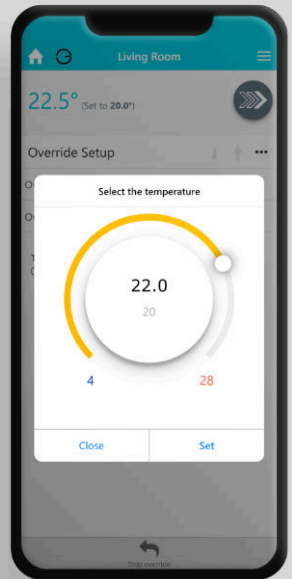 Living Room
22.5° (Set to 20.0°)
Override Setup
Select the temperature
22.0
20
4
28
Close
Set
Stop override